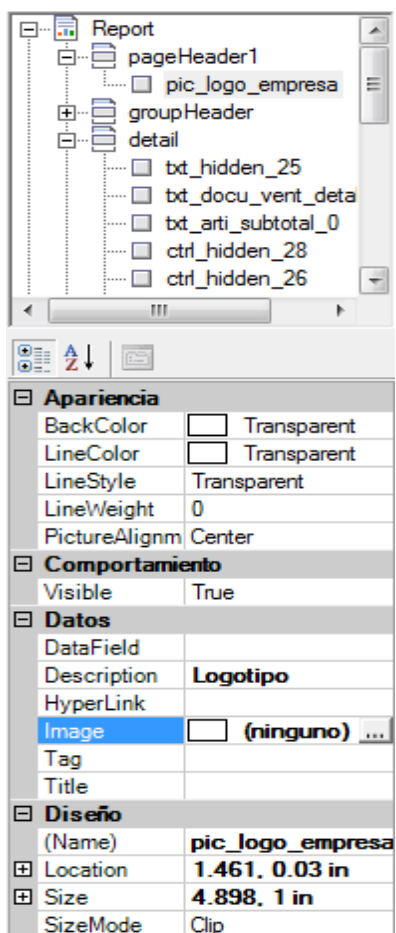 Report
pageHeader1
pic_logo_empresa
groupHeader
detail
txt_hidden_25
txt_docu_vent_deta
txt_arti_subtotal_0
ctrl_hidden_28
ctrl_hidden_26
Apariencia
BackColor Transparent
LineColor Transparent
LineStyle Transparent
LineWeight 0
PictureAlignm Center
Comportamiento
Visible True
Datos
DataField
Description Logotipo
HyperLink
Image (ninguno) ...
Tag
Title
Diseño
(Name) pic_logo_empresa
Location 1.461, 0.03 in
Size 4.898, 1 in
SizeMode Clip